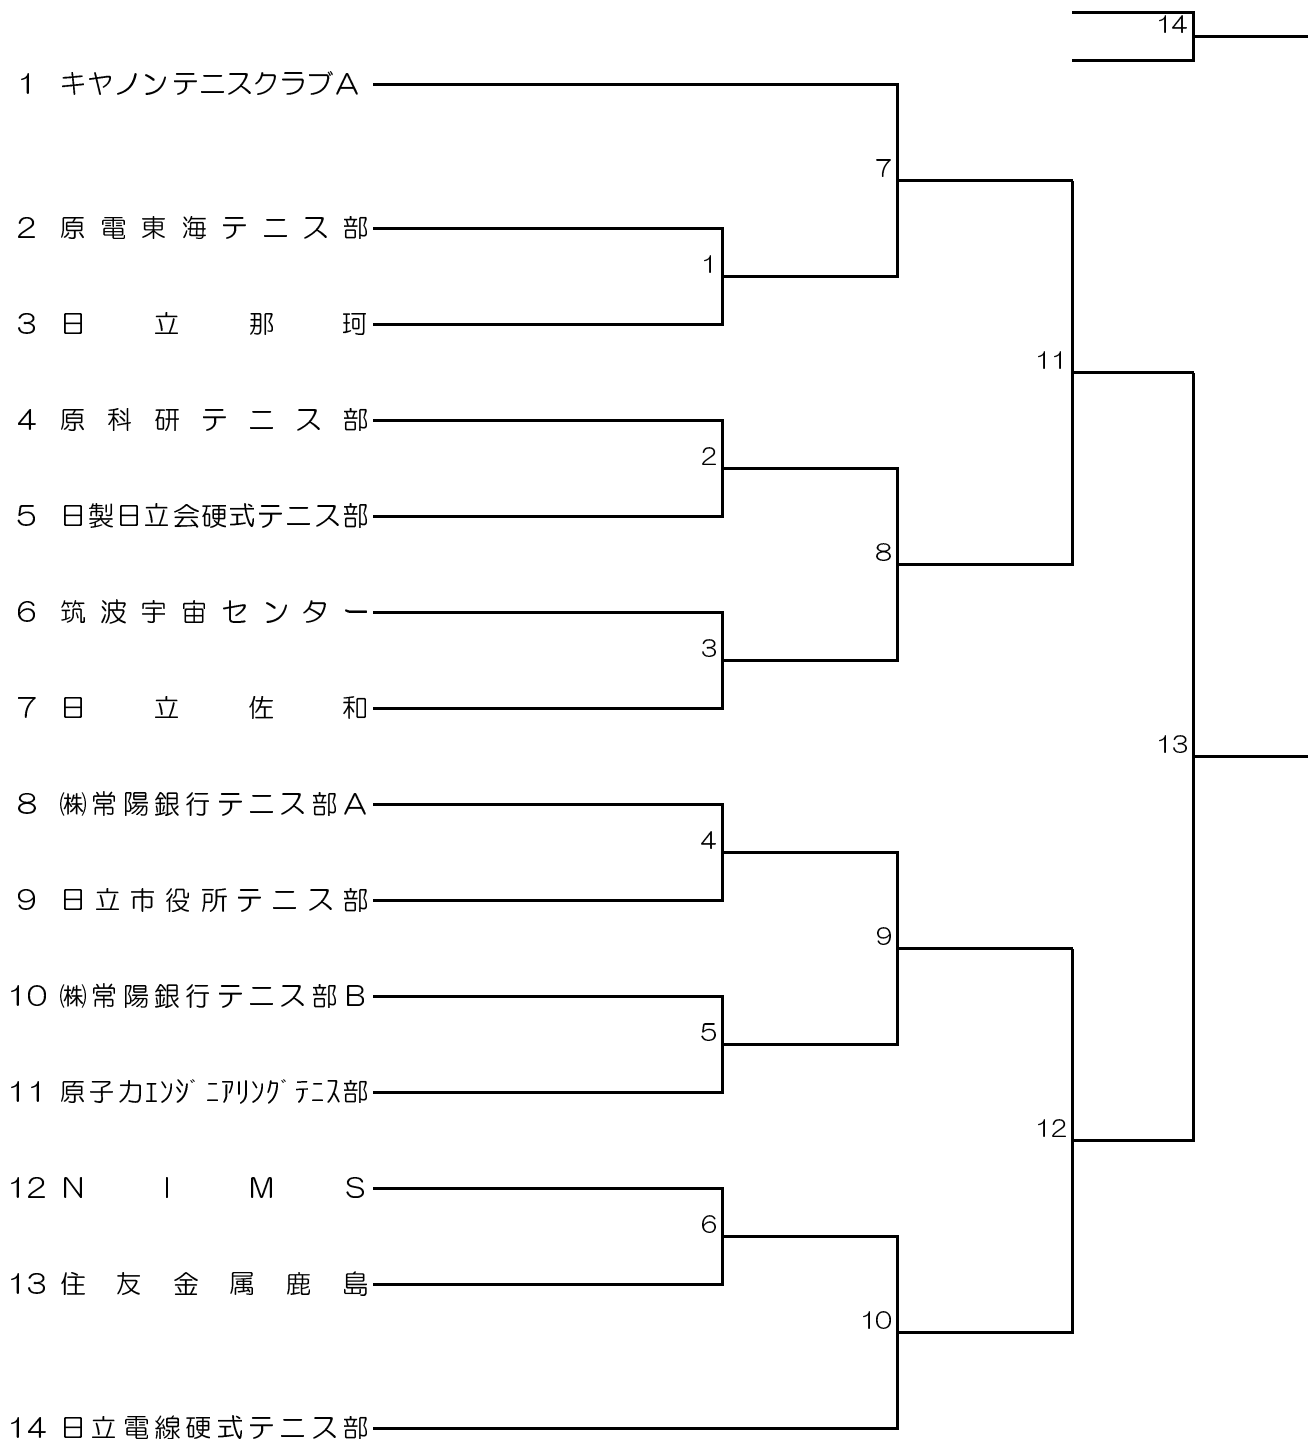 14
1 キヤノンテニスクラブA
7
2 原電東海テニス部
1
3 日立那珂
11
4 原科研テニス部
2
5 日製日立会硬式テニス部
8
6 筑波宇宙センター
3
7 日立佐和
13
8 ㈱常陽銀行テニス部A
4
9 日立市役所テニス部
9
10 ㈱常陽銀行テニス部B
5
11 原子力ｴﾝｼﾞﾆｱﾘﾝｸﾞﾃﾆｽ部
12
12 NIMS
6
13 住友金属鹿島
10
14 日立電線硬式テニス部